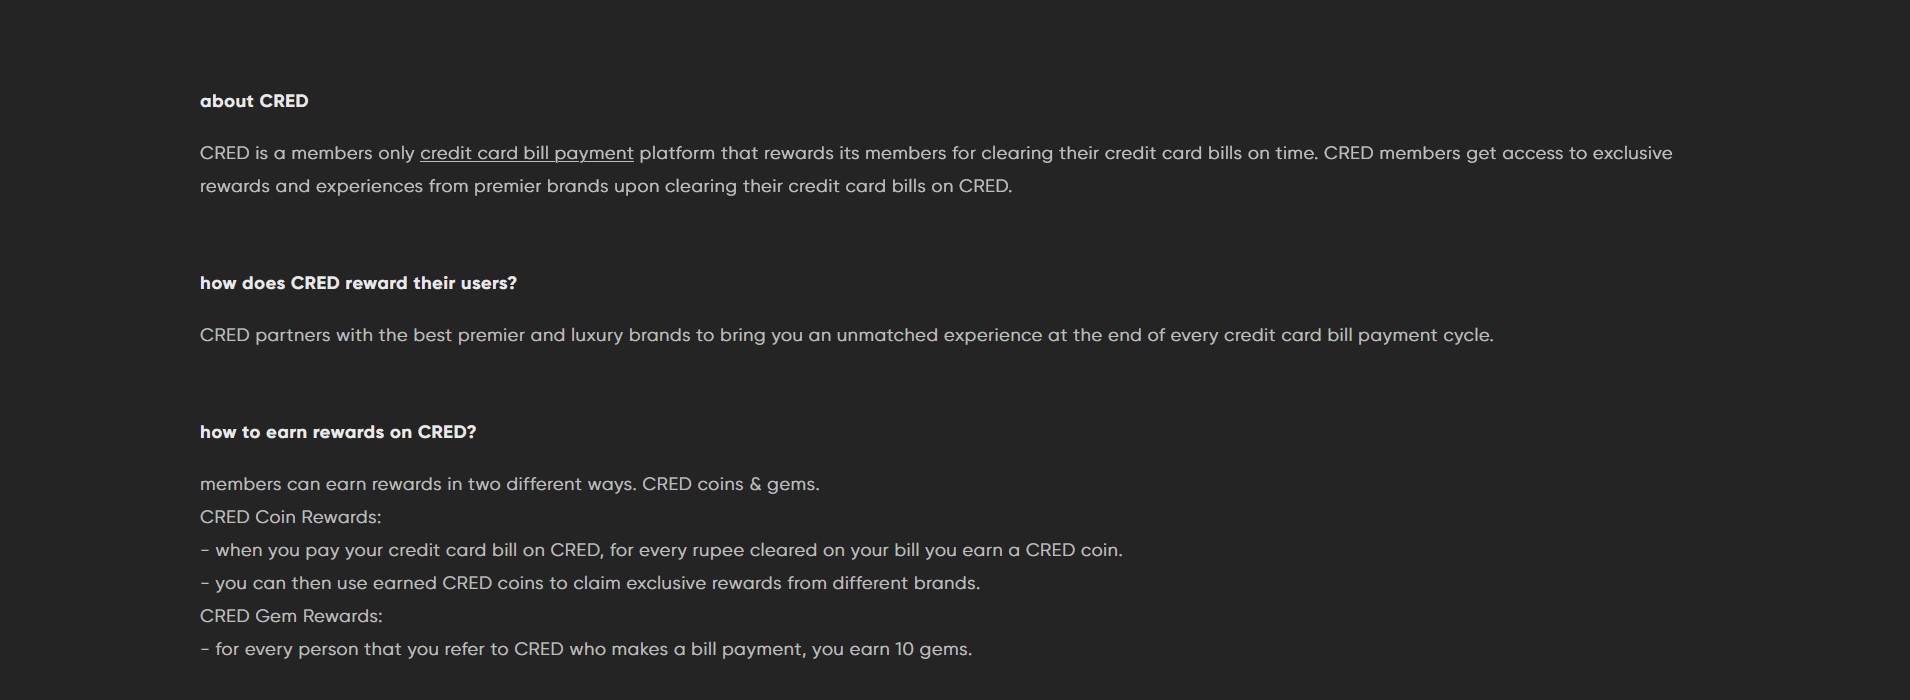 about CRED
CRED is a members only credit card bill payment platform that rewards its members for clearing their credit card bills on time. CRED members get access to exclusive
rewards and experiences from premier brands upon clearing their credit card bills on CRED.
how does CRED reward their users?
CRED partners with the best premier and luxury brands to bring you an unmatched experience at the end of every credit card bill payment cycle.
how to earn rewards on CRED?
members can earn rewards in two different ways. CRED coins & gems.
CRED Coin Rewards:
- when you pay your credit card bill on CRED, for every rupee cleared on your bill you earn a CRED coin.
- you can then use earned CRED coins to claim exclusive rewards from different brands.
CRED Gem Rewards:
- for every person that you refer to CRED who makes a bill payment, you earn 10 gems.